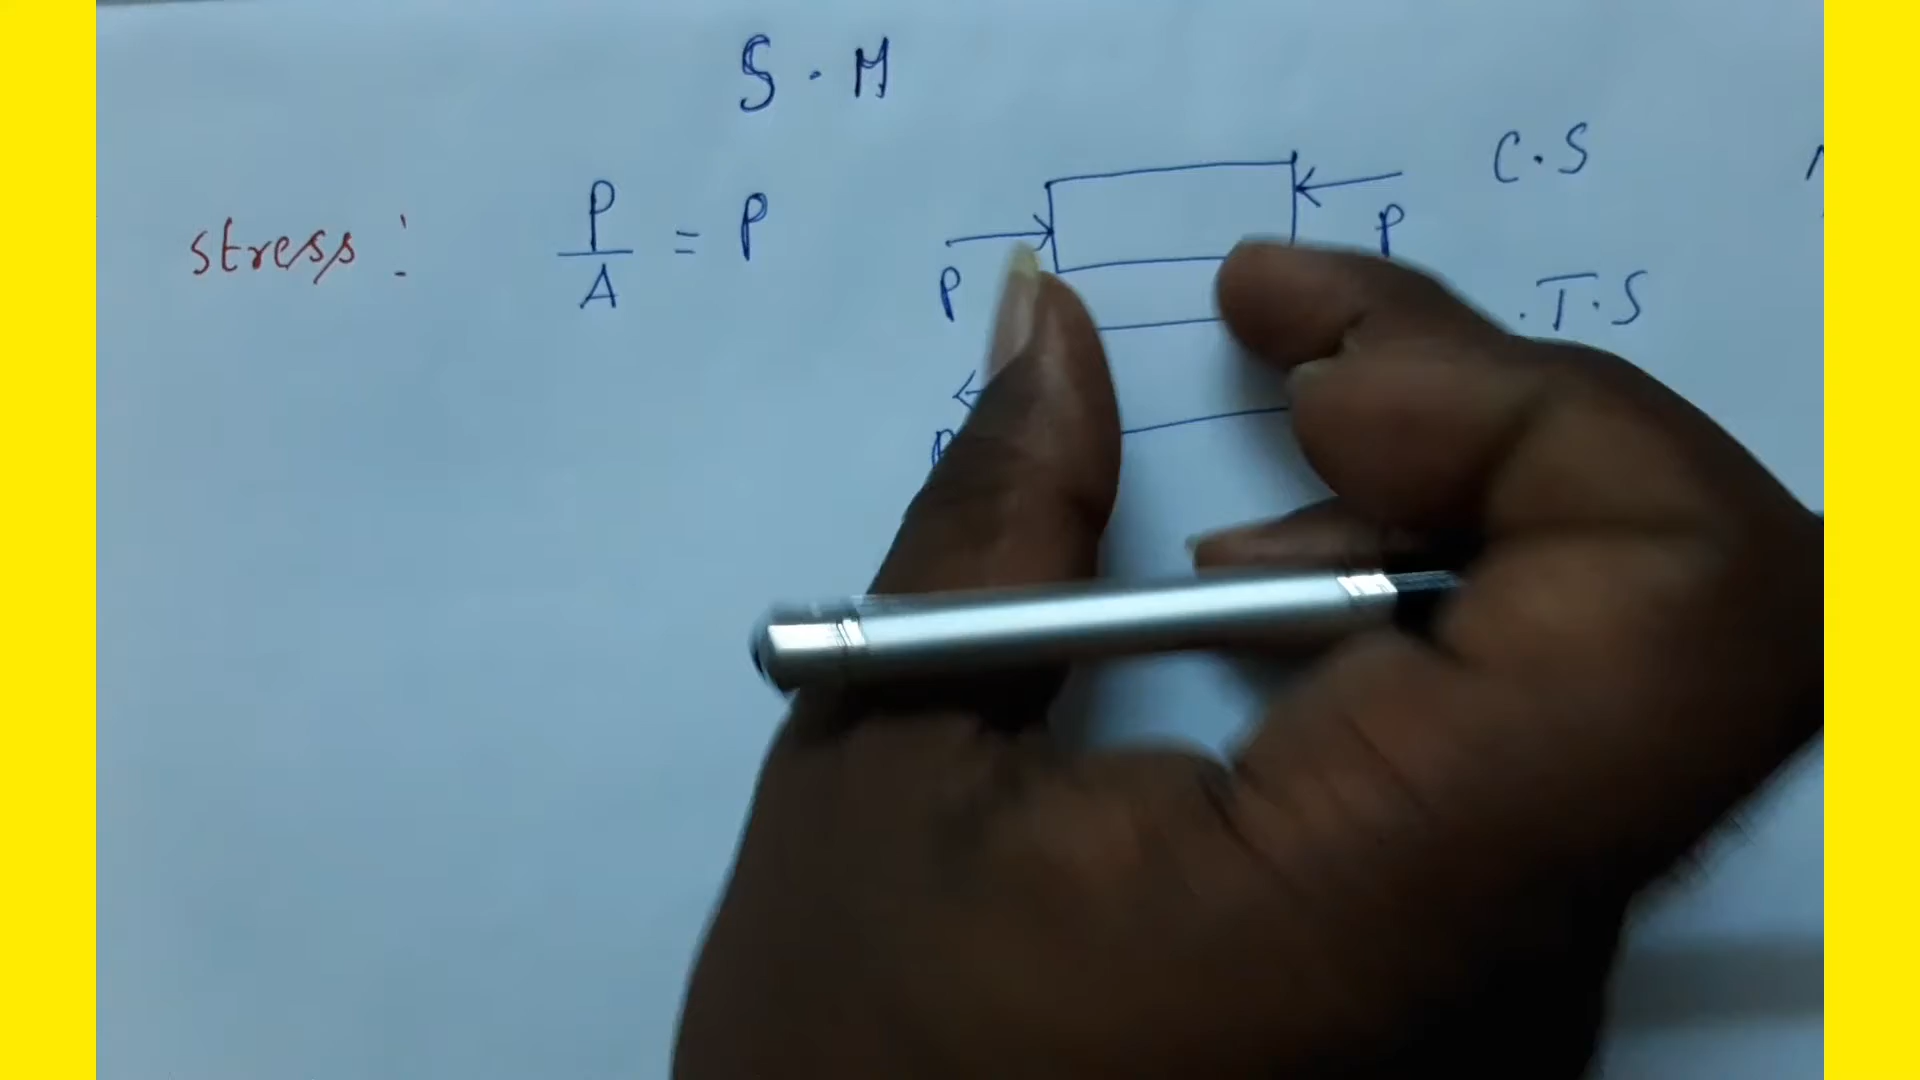 S.M
stress: P/A = P
P
P
C.S
.T.S
P